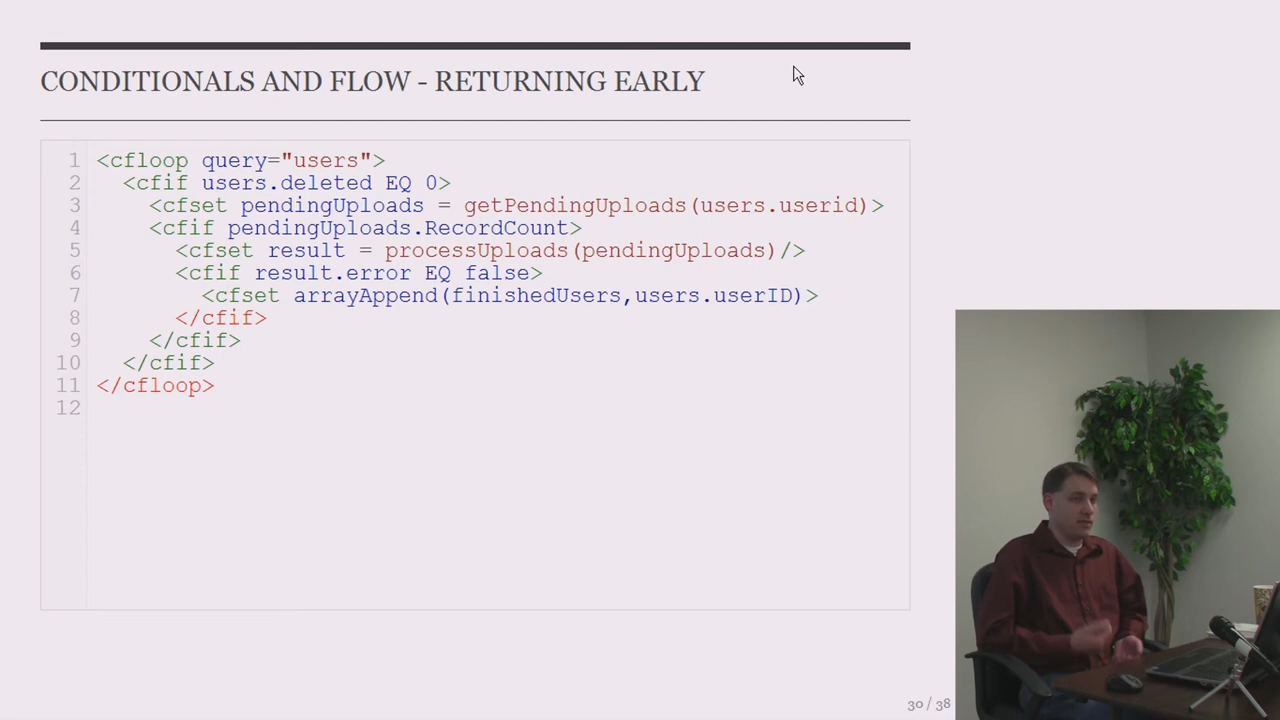 CONDITIONALS AND FLOW - RETURNING EARLY
1 <cfloop query="users">
2 <cfif users.deleted EQ 0>
3 <cfset pendingUploads = getPendingUploads(users.userid)>
4 <cfif pendingUploads.RecordCount>
5 <cfset result = processUploads(pendingUploads)/>
6 <cfif result.error EQ false>
7 <cfset arrayAppend(finishedUsers,users.userID)>
8 </cfif>
9 </cfif>
10 </cfif>
11 </cfloop>
12
30 / 38